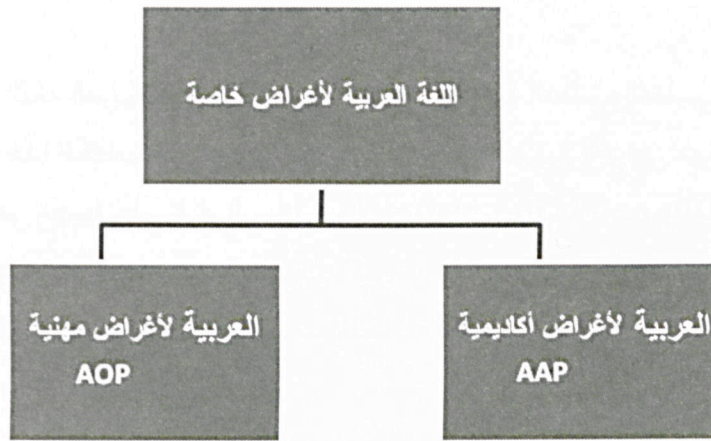 اللغة العربية لأغراض خاصة
العربية لأغراض أكاديمية
AAP
العربية لأغراض مهنية
AOP